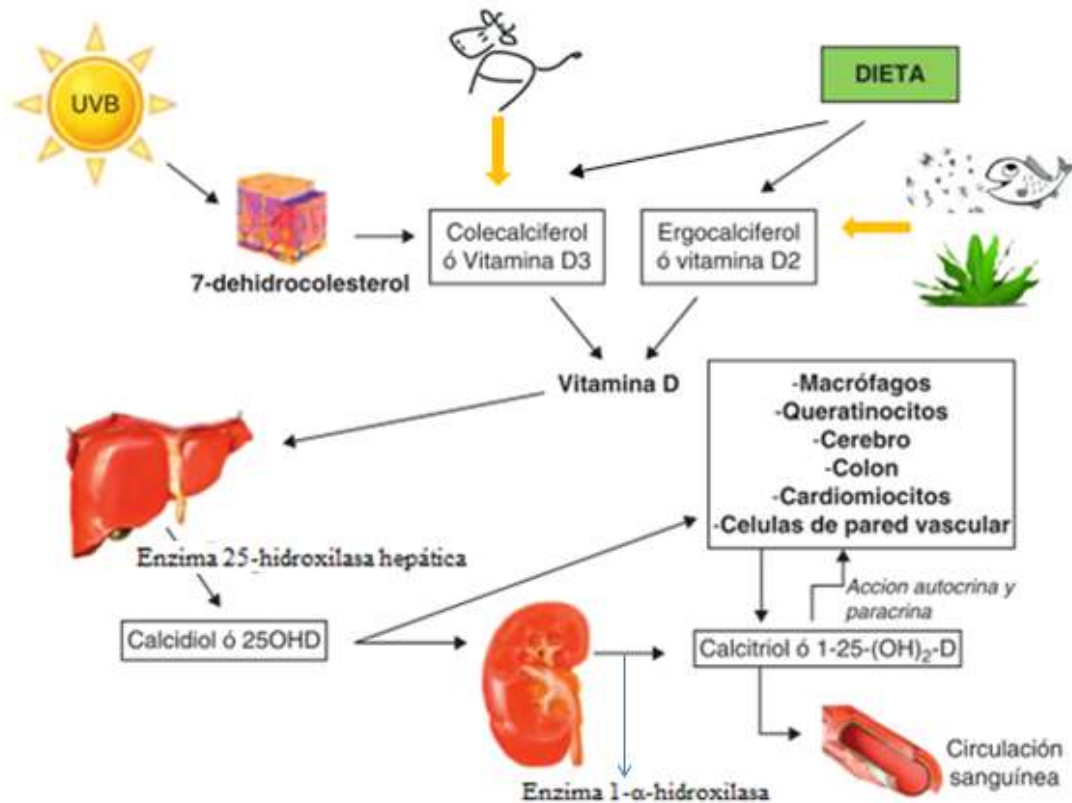 UVB
DIETA
7-dehidrocolesterol
Colecalciferol
ó Vitamina D3
Ergocalciferol
ó vitamina D2
Vitamina D
-Macrófagos
-Queratinocitos
-Cerebro
-Colon
-Cardiomiocitos
-Celulas de pared vascular
Enzima 25-hidroxilasa hepática
Accion autocrina y
paracrina
Calcidiol ó 25OHD
Calcitriol ó 1-25-(OH)₂-D
Circulación
sanguínea
Enzima 1-α-hidroxilasa